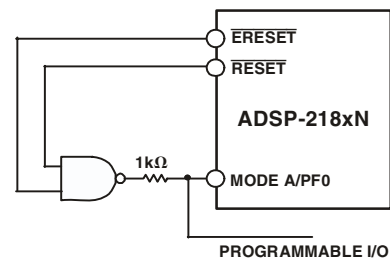 ERESET
RESET
ADSP-218xN
1kΩ
MODE A/PF0
PROGRAMMABLE I/O